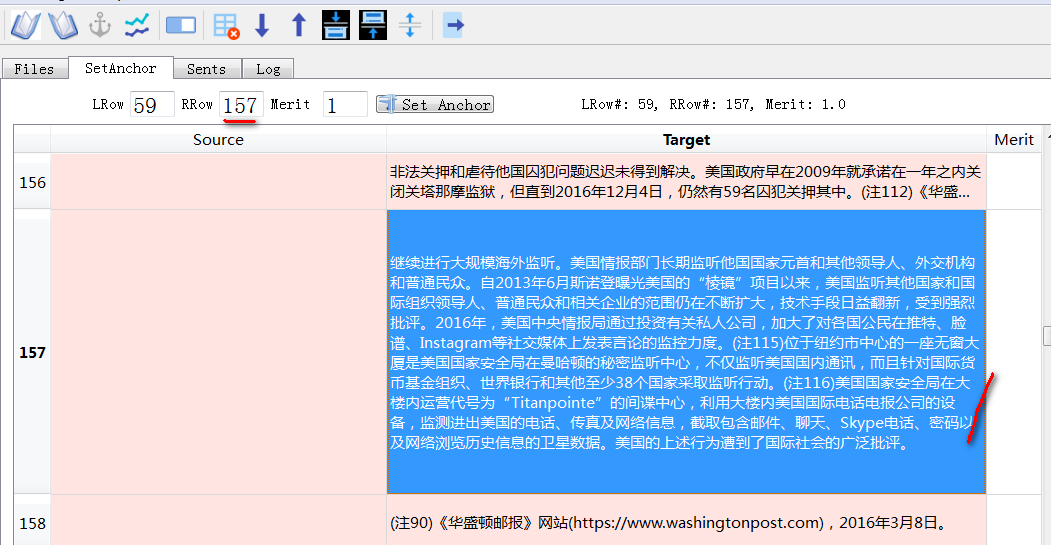 Files SetAnchor Sents Log
LRow 59 RRow 157 Merit 1 Set Anchor LRow#: 59, RRow#: 157, Merit: 1.0
Source Target Merit
156
非法关押和虐待他国囚犯问题迟迟未得到解决。美国政府早在2009年就承诺在一年之内关
闭关塔那摩监狱，但直到2016年12月4日，仍然有59名囚犯关押其中。(注112)《华盛...
157
继续进行大规模海外监听。美国情报部门长期监听他国国家元首和其他领导人、外交机构
和普通民众。自2013年6月斯诺登曝光美国的“棱镜”项目以来，美国监听其他国家和国
际组织领导人、普通民众和相关企业的范围仍在不断扩大，技术手段日益翻新，受到强烈
批评。2016年，美国中央情报局通过投资有关私人公司，加大了对各国公民在推特、脸
谱、Instagram等社交媒体上发表言论的监控力度。(注115)位于纽约市中心的一座无窗大
厦是美国国家安全局在曼哈顿的秘密监听中心，不仅监听美国国内通讯，而且针对国际货
币基金组织、世界银行和其他至少38个国家采取监听行动。(注116)美国国家安全局在大
楼内运营代号为“Titanpointe”的间谍中心，利用大楼内美国国际电话电报公司的设
备，监测进出美国的电话、传真及网络信息，截取包含邮件、聊天、Skype电话、密码以
及网络浏览历史信息的卫星数据。美国的上述行为遭到了国际社会的广泛批评。
158
(注90)《华盛顿邮报》网站(https://www.washingtonpost.com)，2016年3月8日。